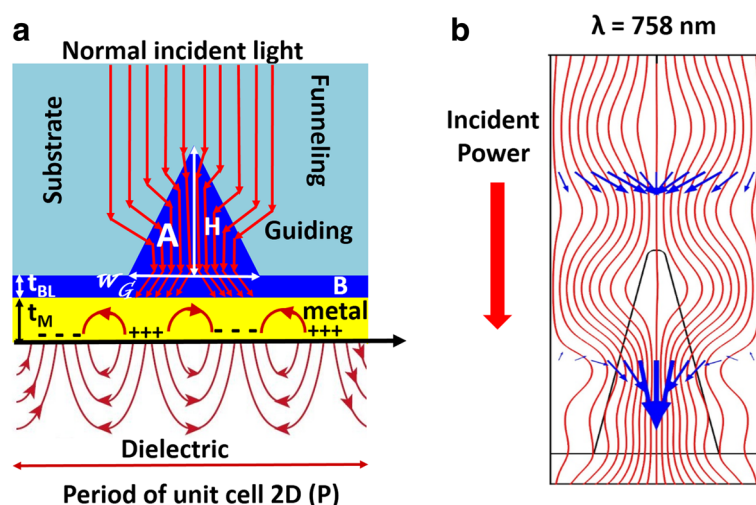 a
Normal incident light
Substrate
Funneling
Guiding
A
H
t_BL
w_G
B
t_M
metal
- - -
+++
- - -
+++
Dielectric
Period of unit cell 2D (P)
b
λ = 758 nm
Incident
Power